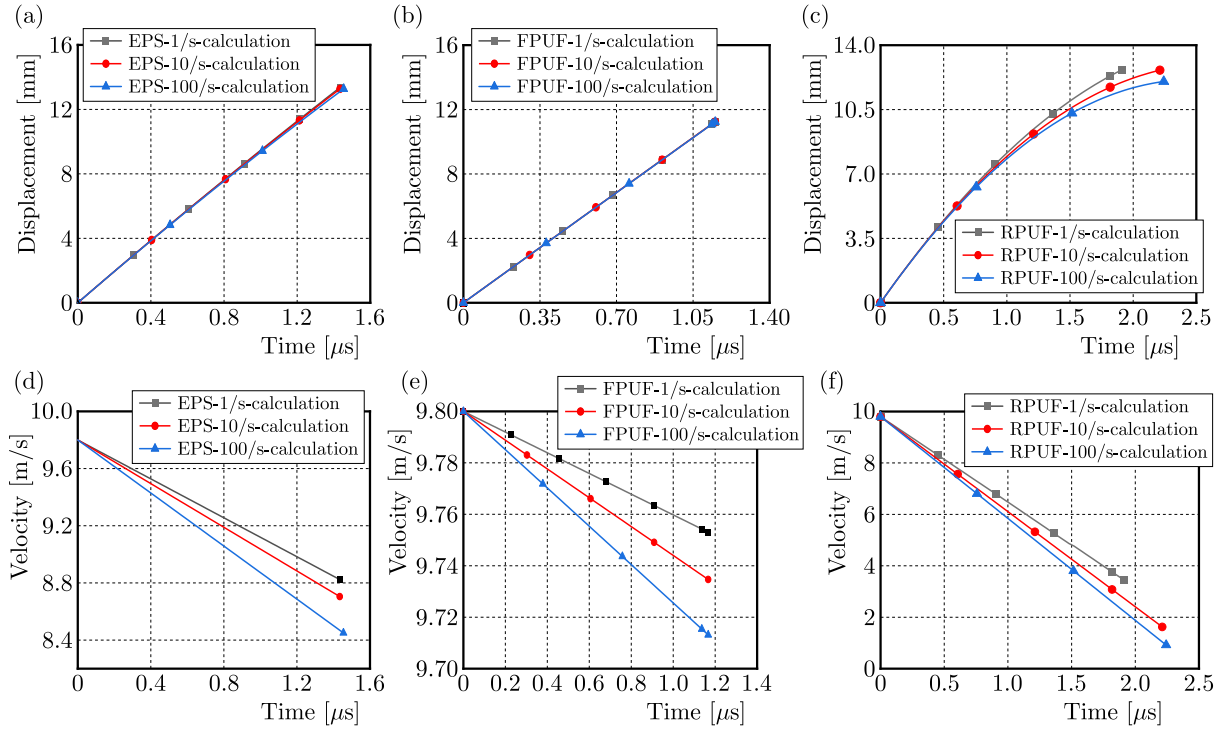 (a)
EPS-1/s-calculation
EPS-10/s-calculation
EPS-100/s-calculation
Displacement [mm]
16
12
8
4
0
0 0.4 0.8 1.2 1.6
Time [µs]
(b)
FPUF-1/s-calculation
FPUF-10/s-calculation
FPUF-100/s-calculation
Displacement [mm]
16
12
8
4
0
0 0.35 0.70 1.05 1.40
Time [µs]
(c)
RPUF-1/s-calculation
RPUF-10/s-calculation
RPUF-100/s-calculation
Displacement [mm]
14.0
10.5
7.0
3.5
0
0 0.5 1.0 1.5 2.0 2.5
Time [µs]
(d)
EPS-1/s-calculation
EPS-10/s-calculation
EPS-100/s-calculation
Velocity [m/s]
10.0
9.6
9.2
8.8
8.4
0 0.4 0.8 1.2 1.6
Time [µs]
(e)
FPUF-1/s-calculation
FPUF-10/s-calculation
FPUF-100/s-calculation
Velocity [m/s]
9.80
9.78
9.76
9.74
9.72
9.70
0 0.2 0.4 0.6 0.8 1.0 1.2 1.4
Time [µs]
(f)
RPUF-1/s-calculation
RPUF-10/s-calculation
RPUF-100/s-calculation
Velocity [m/s]
10
8
6
4
2
0
0 0.5 1.0 1.5 2.0 2.5
Time [µs]